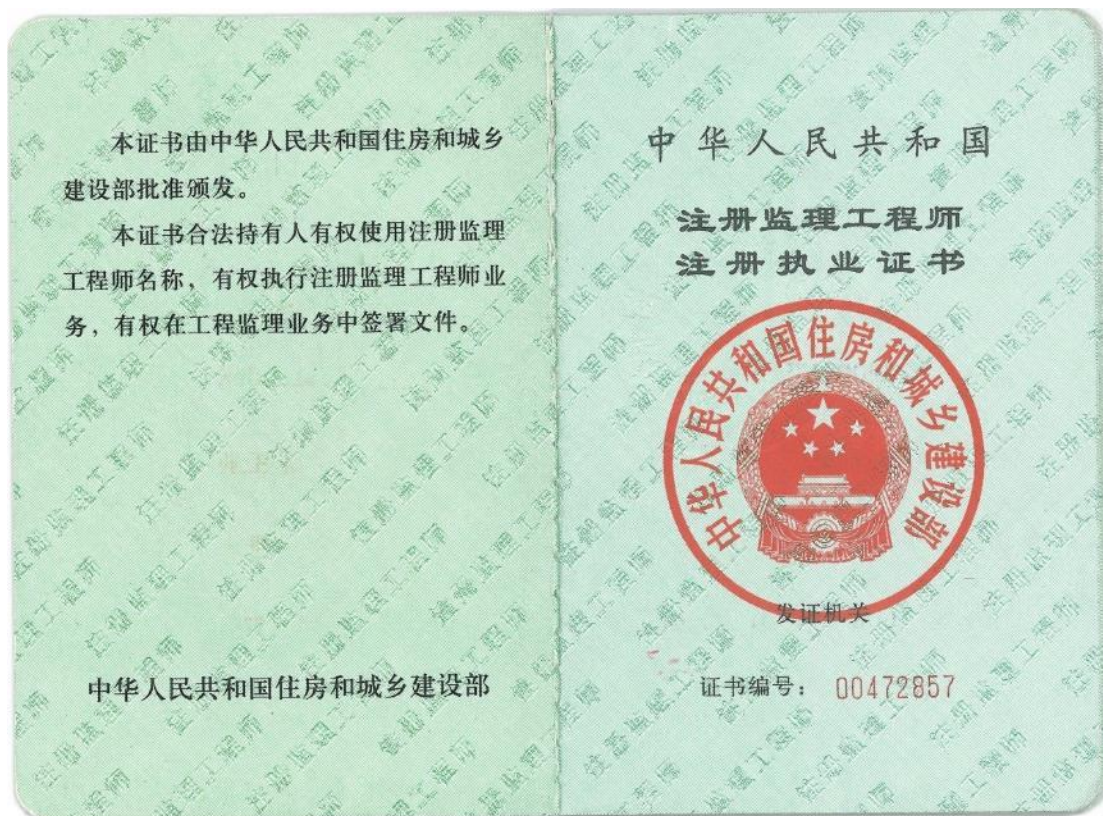 本证书由中华人民共和国住房和城乡
建设部批准颁发。
本证书合法持有人有权使用注册监理
工程师名称，有权执行注册监理工程师业
务，有权在工程监理业务中签署文件。
中华人民共和国住房和城乡建设部
中华人民共和国
注册监理工程师
注册执业证书
中华人民共和国住房和城乡建设部
发证机关
证书编号： 00472857